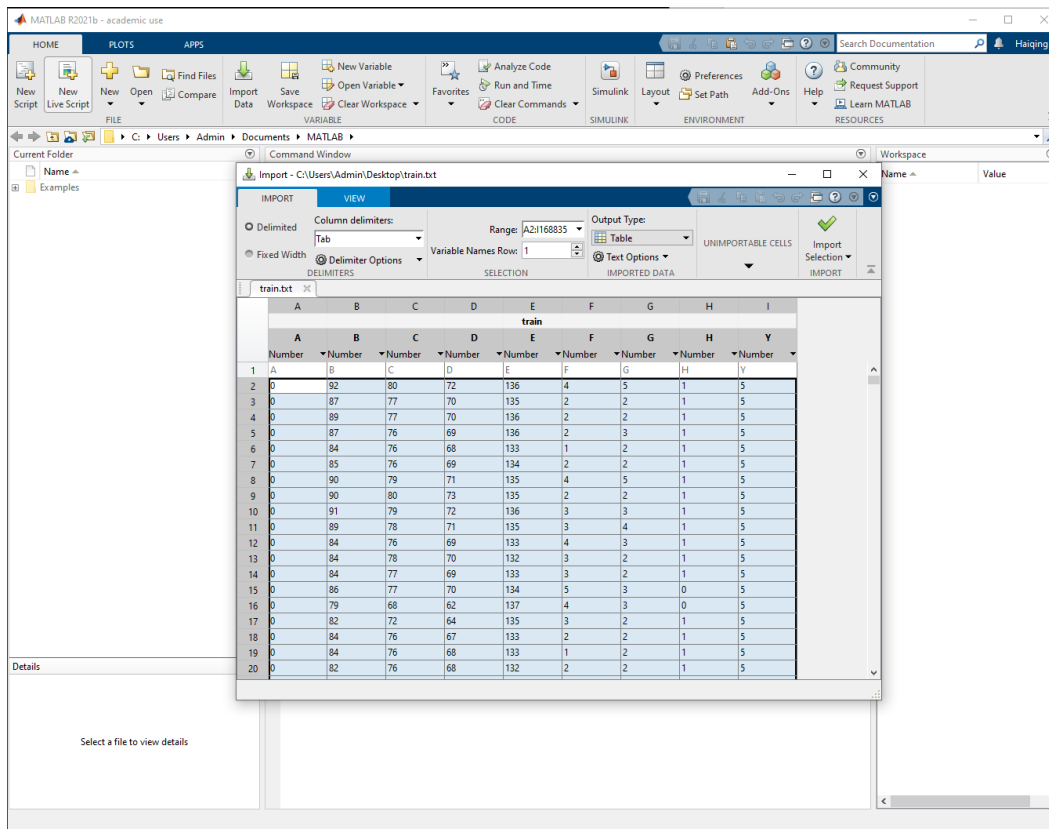 MATLAB R2021b - academic use
HOME PLOTS APPS
Search Documentation
Haiqing
New Script
New Live Script
New
Open
Find Files
Compare
FILE
Import Data
Save Workspace
New Variable
Open Variable
Clear Workspace
VARIABLE
Favorites
Analyze Code
Run and Time
Clear Commands
CODE
Simulink
SIMULINK
Layout
Preferences
Set Path
Add-Ons
ENVIRONMENT
Help
Community
Request Support
Learn MATLAB
RESOURCES
C: Users Admin Documents MATLAB
Current Folder
Command Window
Workspace
Name
Examples
Name Value
Import - C:\Users\Admin\Desktop\train.txt
IMPORT VIEW
Delimited
Fixed Width
Column delimiters:
Tab
Delimiter Options
DELIMITERS
Range: A2:I168835
Variable Names Row: 1
SELECTION
Output Type:
Table
Text Options
IMPORTED DATA
UNIMPORTABLE CELLS
Import Selection
IMPORT
train.txt
A B C D E F G H I
train
A B C D E F G H Y
Number Number Number Number Number Number Number Number Number
1 A B C D E F G H Y
2 0 92 80 72 136 4 5 1 5
3 0 87 77 70 135 2 2 1 5
4 0 89 77 70 136 2 2 1 5
5 0 87 76 69 136 2 3 1 5
6 0 84 76 68 133 1 2 1 5
7 0 85 76 69 134 2 2 1 5
8 0 90 79 71 135 4 5 1 5
9 0 90 80 73 135 2 2 1 5
10 0 91 79 72 136 3 3 1 5
11 0 89 78 71 135 3 4 1 5
12 0 84 76 69 133 4 3 1 5
13 0 84 78 70 132 3 2 1 5
14 0 84 77 69 133 3 2 1 5
15 0 86 77 70 134 5 3 0 5
16 0 79 68 62 137 4 3 0 5
17 0 82 72 64 135 3 2 1 5
18 0 84 76 67 133 2 2 1 5
19 0 84 76 68 133 1 2 1 5
20 0 82 76 68 132 2 2 1 5
Details
Select a file to view details